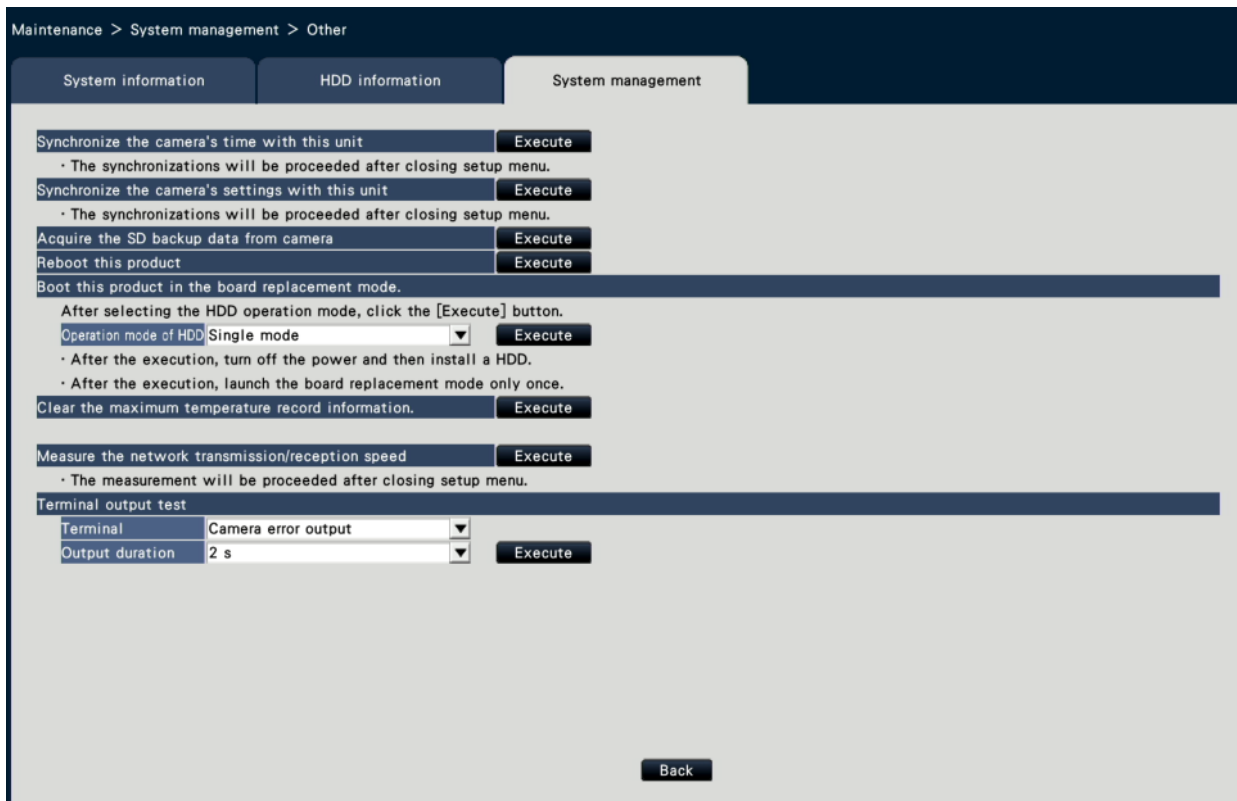 Maintenance > System management > Other
System information HDD information System management
Synchronize the camera's time with this unit Execute
· The synchronizations will be proceeded after closing setup menu.
Synchronize the camera's settings with this unit Execute
· The synchronizations will be proceeded after closing setup menu.
Acquire the SD backup data from camera Execute
Reboot this product Execute
Boot this product in the board replacement mode.
After selecting the HDD operation mode, click the [Execute] button.
Operation mode of HDD Single mode Execute
· After the execution, turn off the power and then install a HDD.
· After the execution, launch the board replacement mode only once.
Clear the maximum temperature record information. Execute
Measure the network transmission/reception speed Execute
· The measurement will be proceeded after closing setup menu.
Terminal output test
Terminal Camera error output
Output duration 2 s Execute
Back